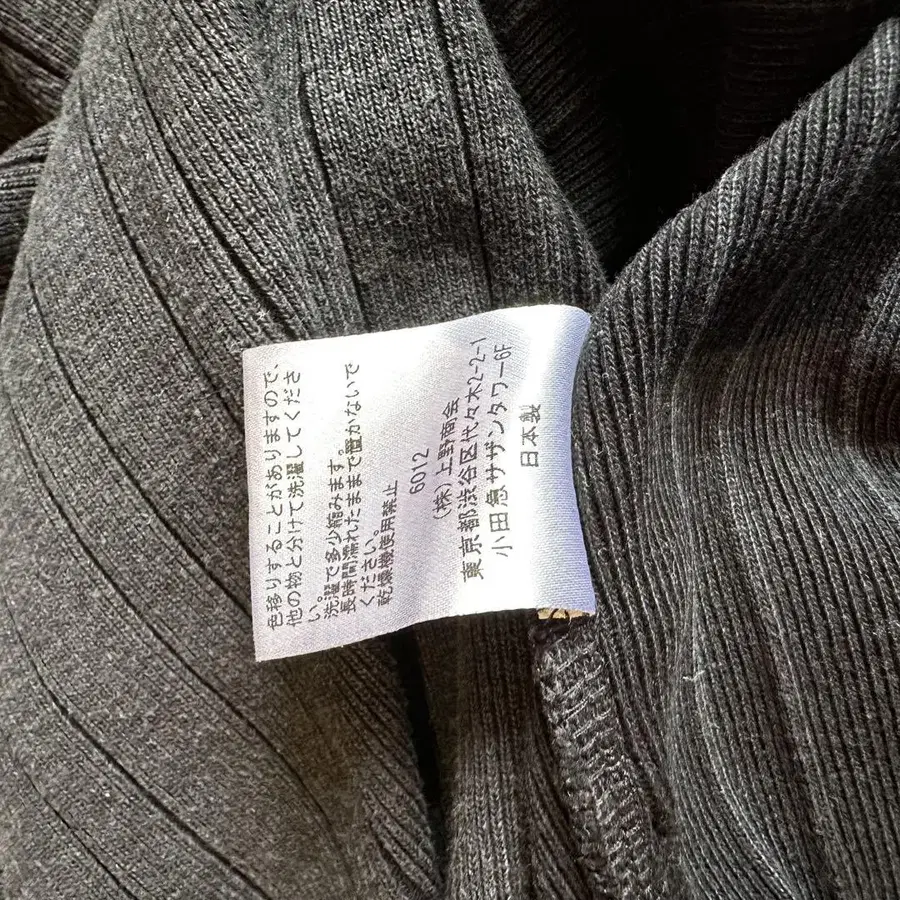 色移りすることがありますので、
他の物と分けて洗濯してくださ
い。
洗濯で多少縮みます。
長時間濡れたままで置かないで
ください。
乾燥機使用禁止
6012
(株)上野商会
東京都渋谷区代々木2-2-1
小田急サザンタワー6F
日本製